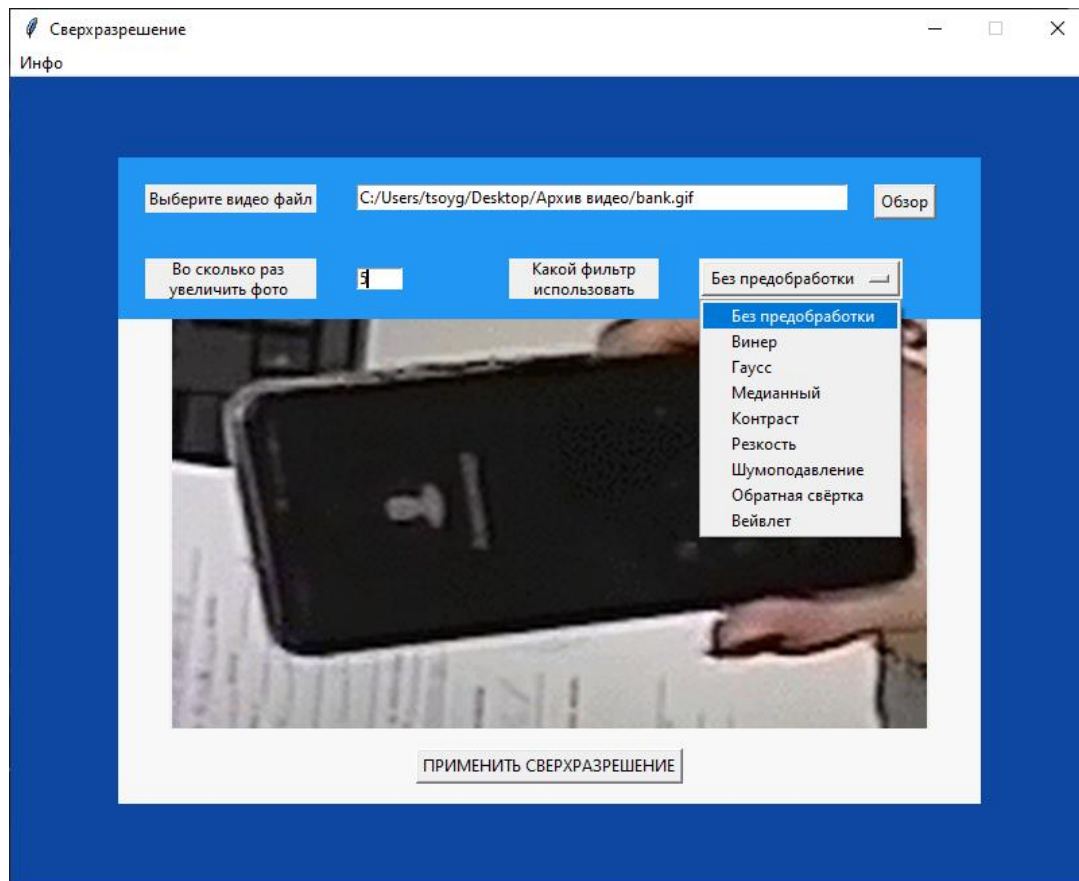 Сверхразрешение
Инфо
Выберите видео файл
C:/Users/tsoyg/Desktop/Архив видео/bank.gif
Обзор
Во сколько раз
увеличить фото
5
Какой фильтр
использовать
Без предобработки
Без предобработки
Винер
Гаусс
Медианный
Контраст
Резкость
Шумоподавление
Обратная свёртка
Вейвлет
ПРИМЕНИТЬ СВЕРХРАЗРЕШЕНИЕ